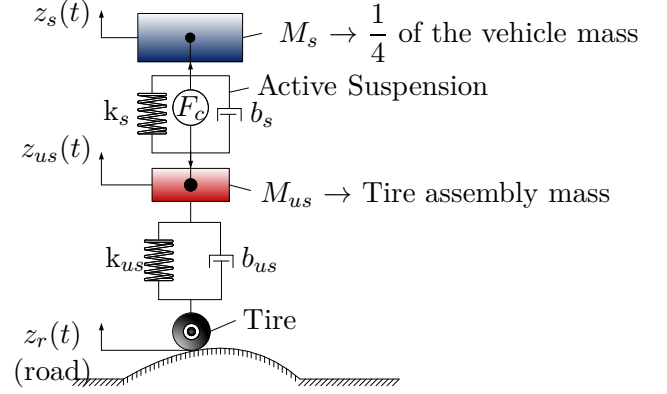 z_s(t)
M_s → 1/4 of the vehicle mass
Active Suspension
k_s
F_c
b_s
z_us(t)
M_us → Tire assembly mass
k_us
b_us
Tire
z_r(t)
(road)